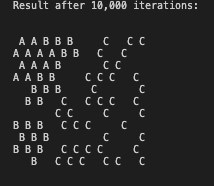 Result after 10,000 iterations:
 A A B B B     C   C C
A A A A B B   C   C
 A A A B       C C
A A B B     C C C   C
   B B B     C       C
  B B   C   C C C   C
       C C     C     C
B B B   C C C     C
 B B B         C     C
B B B   C C C C     C
   B   C C C   C C   C